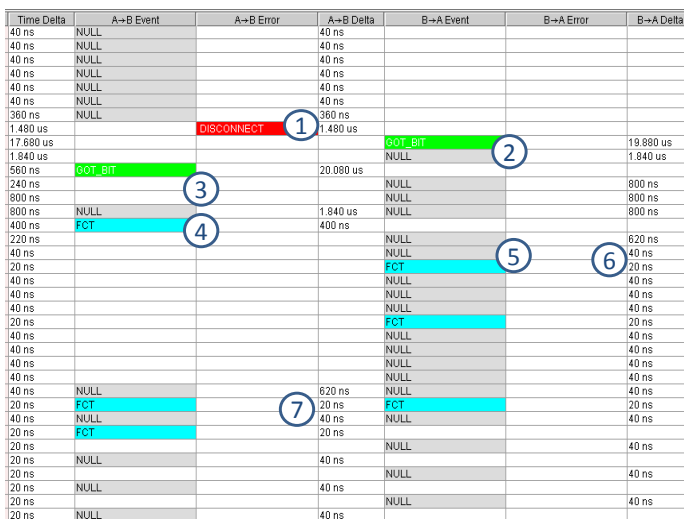 Time Delta A→B Event A→B Error A→B Delta B→A Event B→A Error B→A Delta
40 ns NULL 40 ns
40 ns NULL 40 ns
40 ns NULL 40 ns
40 ns NULL 40 ns
40 ns NULL 40 ns
40 ns NULL 40 ns
360 ns NULL 360 ns
1.480 us DISCONNECT 1 1.480 us
17.680 us GOT_BIT 2 19.880 us
1.840 us NULL 1.840 us
560 ns GOT_BIT 20.080 us
240 ns 3 NULL 800 ns
800 ns NULL 800 ns
800 ns NULL 1.840 us NULL 800 ns
400 ns FCT 4 400 ns
220 ns NULL 620 ns
40 ns NULL 5 6 40 ns
20 ns FCT 20 ns
40 ns NULL 40 ns
40 ns NULL 40 ns
20 ns FCT 20 ns
40 ns NULL 40 ns
40 ns NULL 40 ns
40 ns NULL 40 ns
40 ns NULL 40 ns
40 ns NULL 620 ns NULL 40 ns
20 ns FCT 7 20 ns FCT 20 ns
40 ns NULL 40 ns NULL 40 ns
20 ns FCT 20 ns
20 ns NULL 40 ns
20 ns NULL 40 ns
20 ns NULL 40 ns
20 ns NULL 40 ns
20 ns NULL 40 ns
20 ns NULL 40 ns